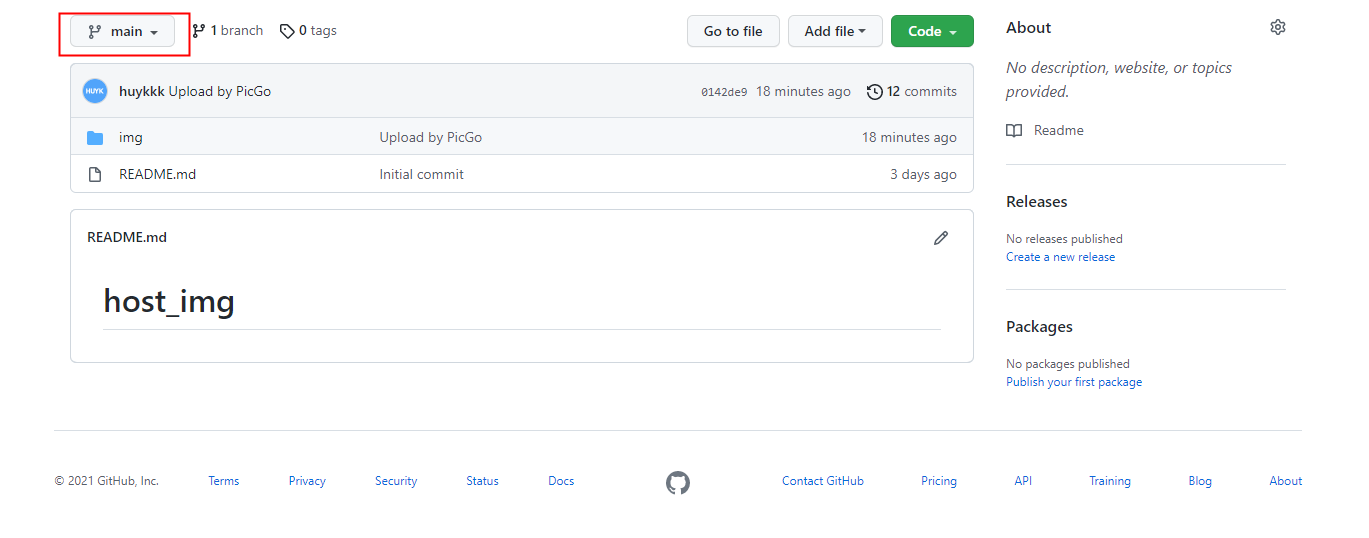 main 1 branch 0 tags Go to file Add file Code
HUYK huykkk Upload by PicGo 0142de9 18 minutes ago 12 commits
img Upload by PicGo 18 minutes ago
README.md Initial commit 3 days ago
README.md
host_img
About
No description, website, or topics
provided.
Readme
Releases
No releases published
Create a new release
Packages
No packages published
Publish your first package
© 2021 GitHub, Inc. Terms Privacy Security Status Docs Contact GitHub Pricing API Training Blog About